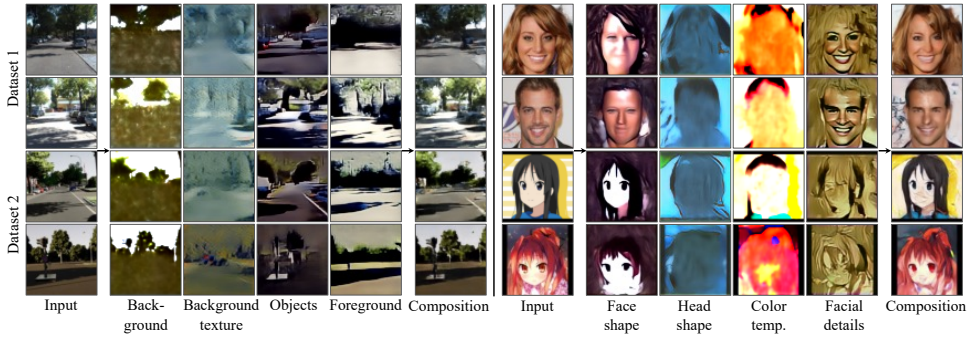 Dataset 1
Dataset 2
Input
Back-
ground
Background
texture
Objects
Foreground
Composition
Input
Face
shape
Head
shape
Color
temp.
Facial
details
Composition